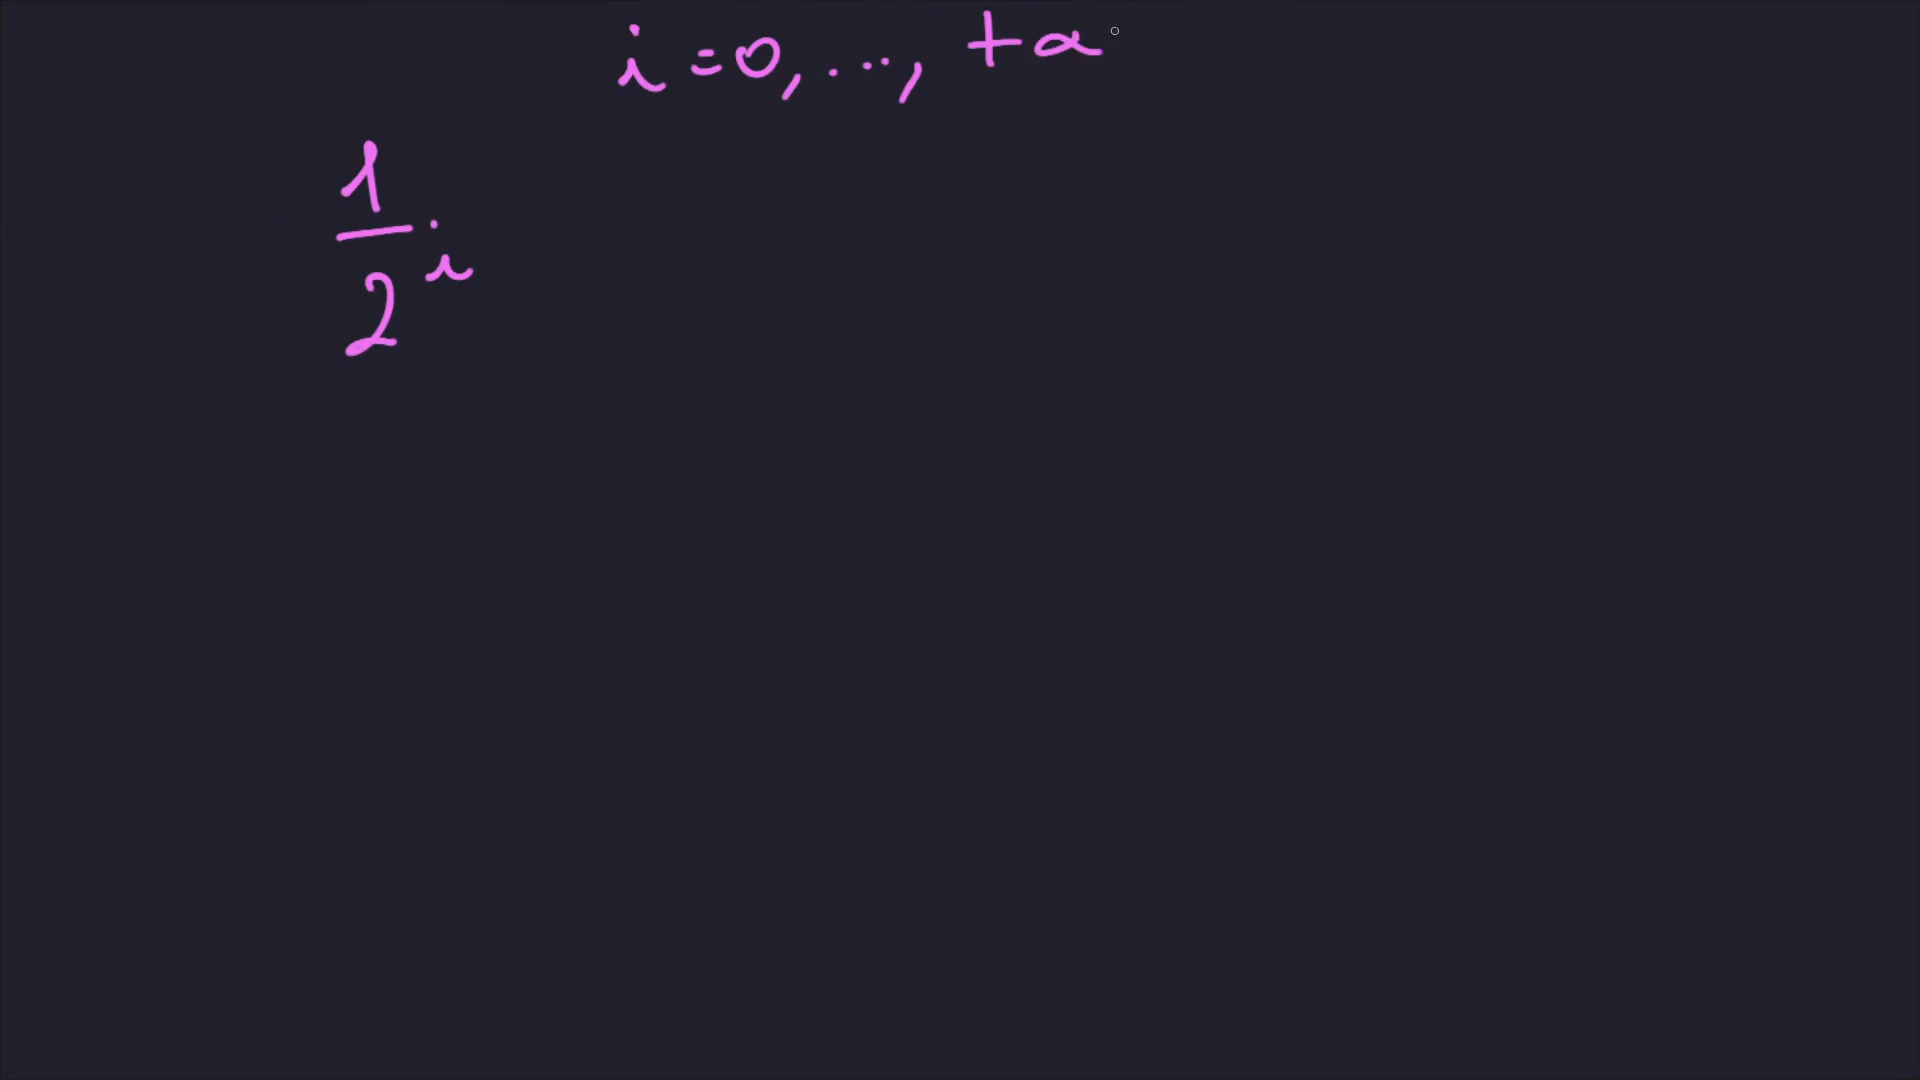 i = 0, ..., +α
1/2^i